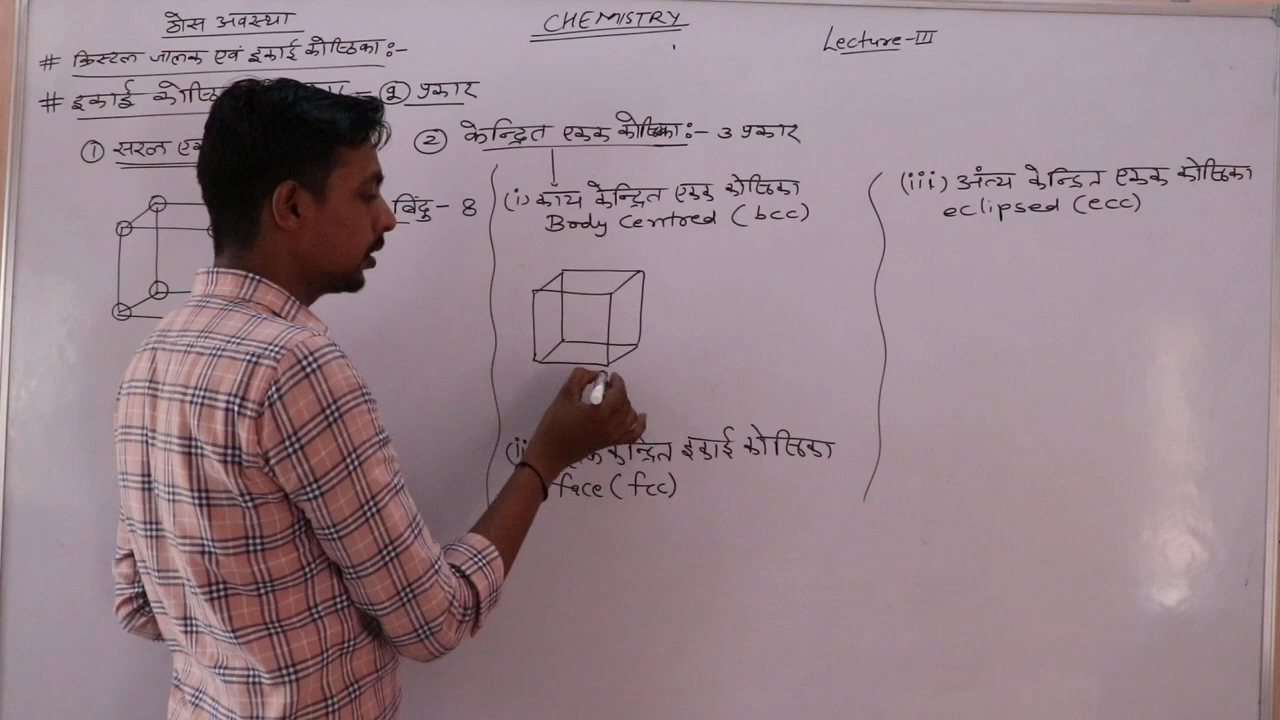 ठोस अवस्था
CHEMISTRY
Lecture-III
# क्रिस्टल जालक एवं इकाई कोष्ठिका:-
# इकाई - 2 प्रकार
① सरल
बिंदु - 8
② केन्द्रित एकक कोष्ठिका:- 3 प्रकार
(i) काय केन्द्रित एकक कोष्ठिका
Body Centred (bcc)
केन्द्रित इकाई कोष्ठिका
face (fcc)
(iii) अंत्य केन्द्रित एकक कोष्ठिका
eclipsed (ecc)